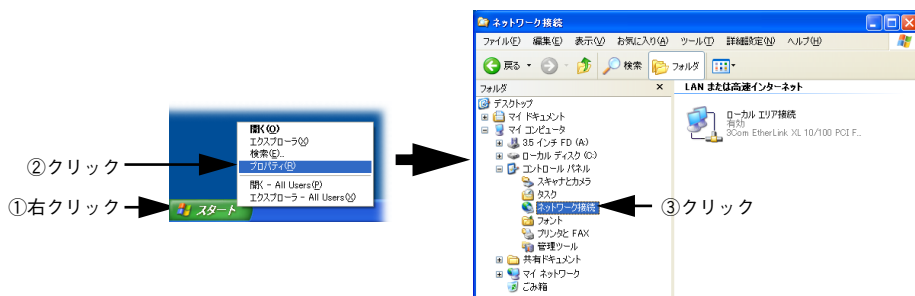 開く(O)
エクスプローラ(X)
検索(E)...
プロパティ(R)
開く - All Users(P)
エクスプローラ - All Users(X)
②クリック
①右クリック
スタート
ネットワーク接続
ファイル(F) 編集(E) 表示(V) お気に入り(A) ツール(T) 詳細設定(N) ヘルプ(H)
戻る 検索 フォルダ
フォルダ
デスクトップ
マイ ドキュメント
マイ コンピュータ
3.5 インチ FD (A:)
ローカル ディスク (C:)
コントロール パネル
スキャナとカメラ
タスク
ネットワーク接続
フォント
プリンタと FAX
管理ツール
共有ドキュメント
マイ ネットワーク
ごみ箱
③クリック
LAN または高速インターネット
ローカル エリア接続
有効
3Com EtherLink XL 10/100 PCI F...